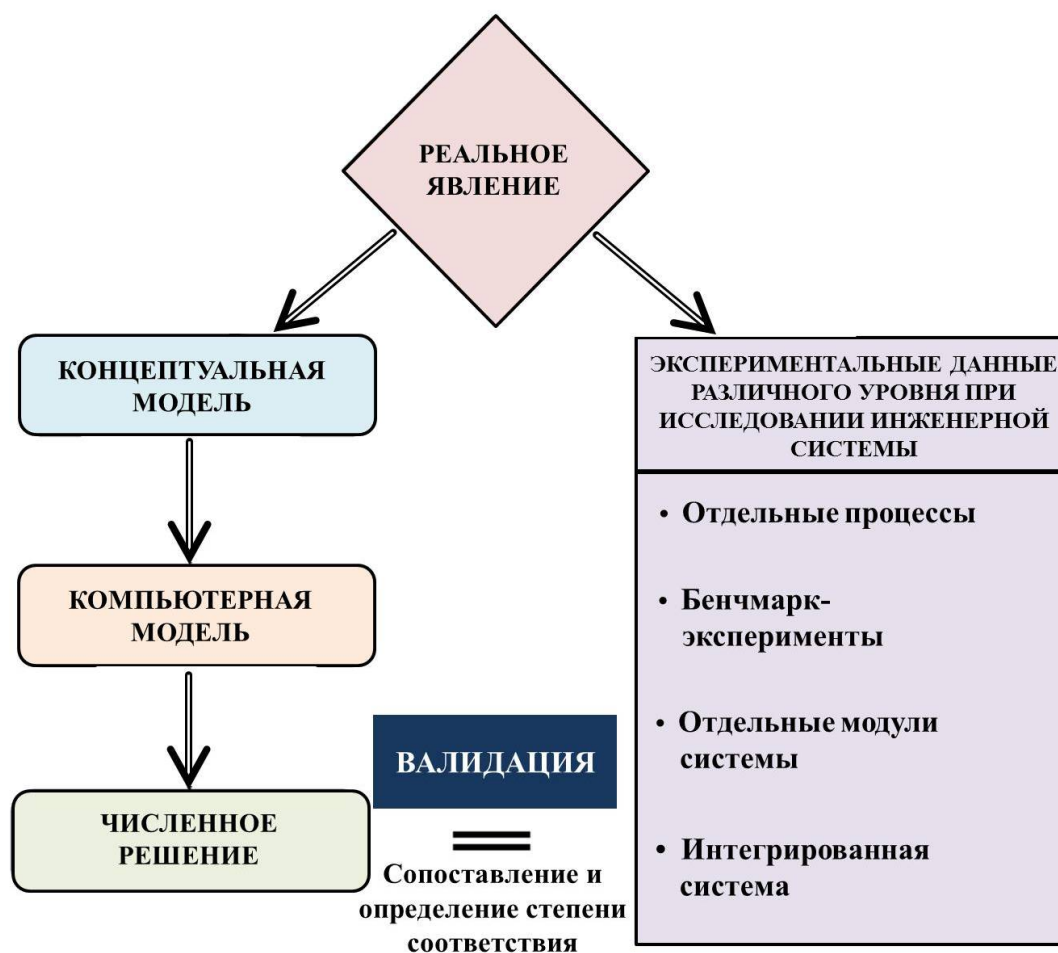 РЕАЛЬНОЕ
ЯВЛЕНИЕ
КОНЦЕПТУАЛЬНАЯ
МОДЕЛЬ
КОМПЬЮТЕРНАЯ
МОДЕЛЬ
ЧИСЛЕННОЕ
РЕШЕНИЕ
ВАЛИДАЦИЯ
=
Сопоставление и
определение степени
соответствия
ЭКСПЕРИМЕНТАЛЬНЫЕ ДАННЫЕ
РАЗЛИЧНОГО УРОВНЯ ПРИ
ИССЛЕДОВАНИИ ИНЖЕНЕРНОЙ
СИСТЕМЫ
• Отдельные процессы
• Бенчмарк-
эксперименты
• Отдельные модули
системы
• Интегрированная
система